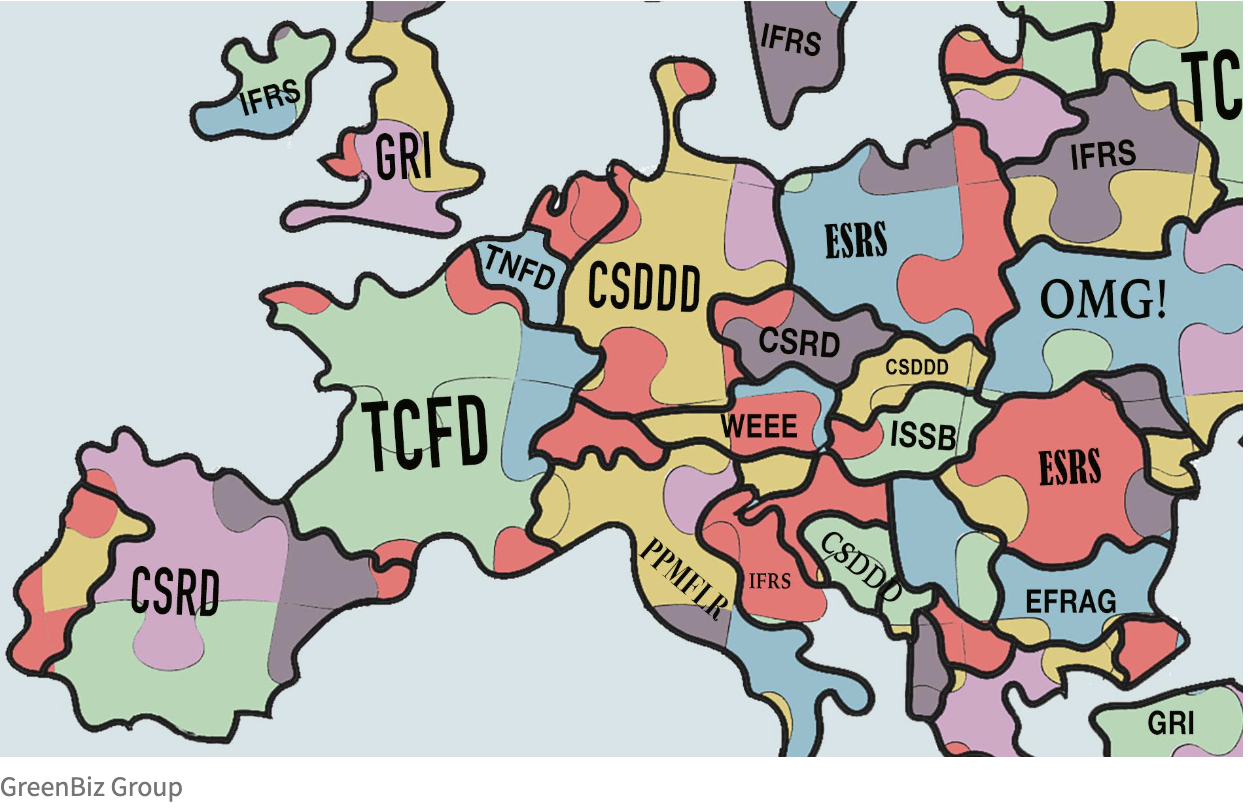 IFRS
TC
IFRS
GRI
IFRS
ESRS
TNFD
CSDDD
OMG!
CSRD
CSDDD
WEEE
TCFD
ISSB
ESRS
CSRD
PPMFLR
IFRS
CSDDD
EFRAG
GRI
GreenBiz Group